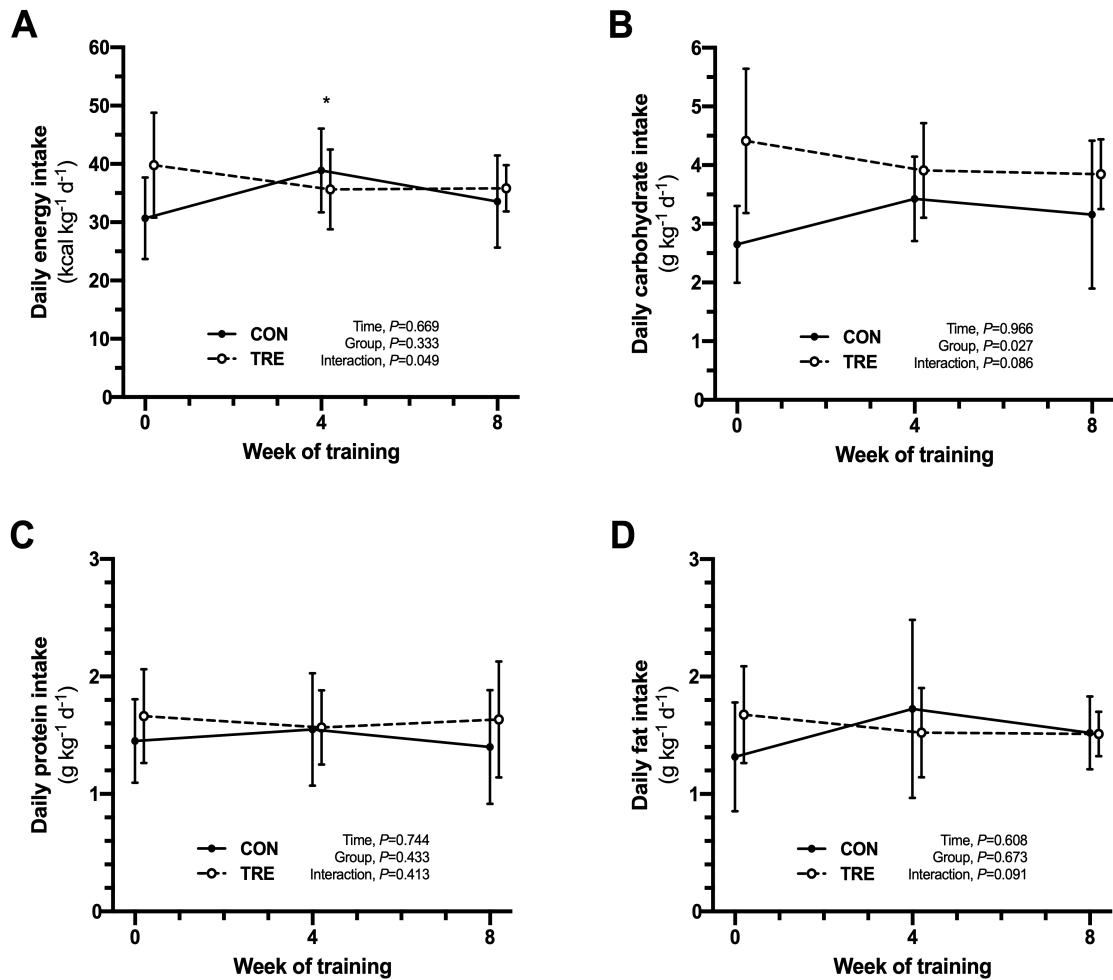 A
Daily energy intake
(kcal kg-1 d-1)
60
50
40
30
20
10
0
*
CON
TRE
Time, P=0.669
Group, P=0.333
Interaction, P=0.049
0 4 8
Week of training
B
Daily carbohydrate intake
(g kg-1 d-1)
6
5
4
3
2
1
0
CON
TRE
Time, P=0.966
Group, P=0.027
Interaction, P=0.086
0 4 8
Week of training
C
Daily protein intake
(g kg-1 d-1)
3
2
1
0
CON
TRE
Time, P=0.744
Group, P=0.433
Interaction, P=0.413
0 4 8
Week of training
D
Daily fat intake
(g kg-1 d-1)
3
2
1
0
CON
TRE
Time, P=0.608
Group, P=0.673
Interaction, P=0.091
0 4 8
Week of training